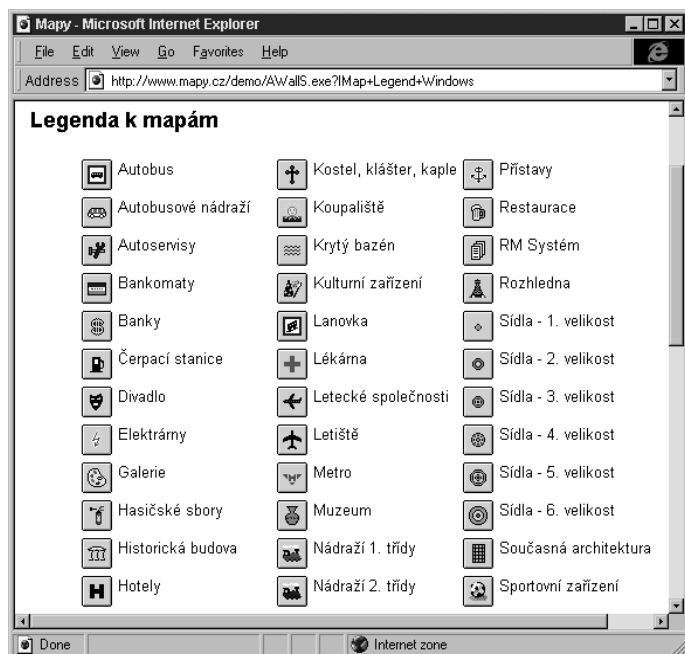 Mapy - Microsoft Internet Explorer
File Edit View Go Favorites Help
Address http://www.mapy.cz/demo/AWallS.exe?IMap+Legend+Windows
Legenda k mapám
Autobus
Autobusové nádraží
Autoservisy
Bankomaty
Banky
Čerpací stanice
Divadlo
Elektrárny
Galerie
Hasičské sbory
Historická budova
Hotely
Kostel, klášter, kaple
Koupaliště
Krytý bazén
Kulturní zařízení
Lanovka
Lékárna
Letecké společnosti
Letiště
Metro
Muzeum
Nádraží 1. třídy
Nádraží 2. třídy
Přístavy
Restaurace
RM Systém
Rozhledna
Sídla - 1. velikost
Sídla - 2. velikost
Sídla - 3. velikost
Sídla - 4. velikost
Sídla - 5. velikost
Sídla - 6. velikost
Současná architektura
Sportovní zařízení
Done
Internet zone